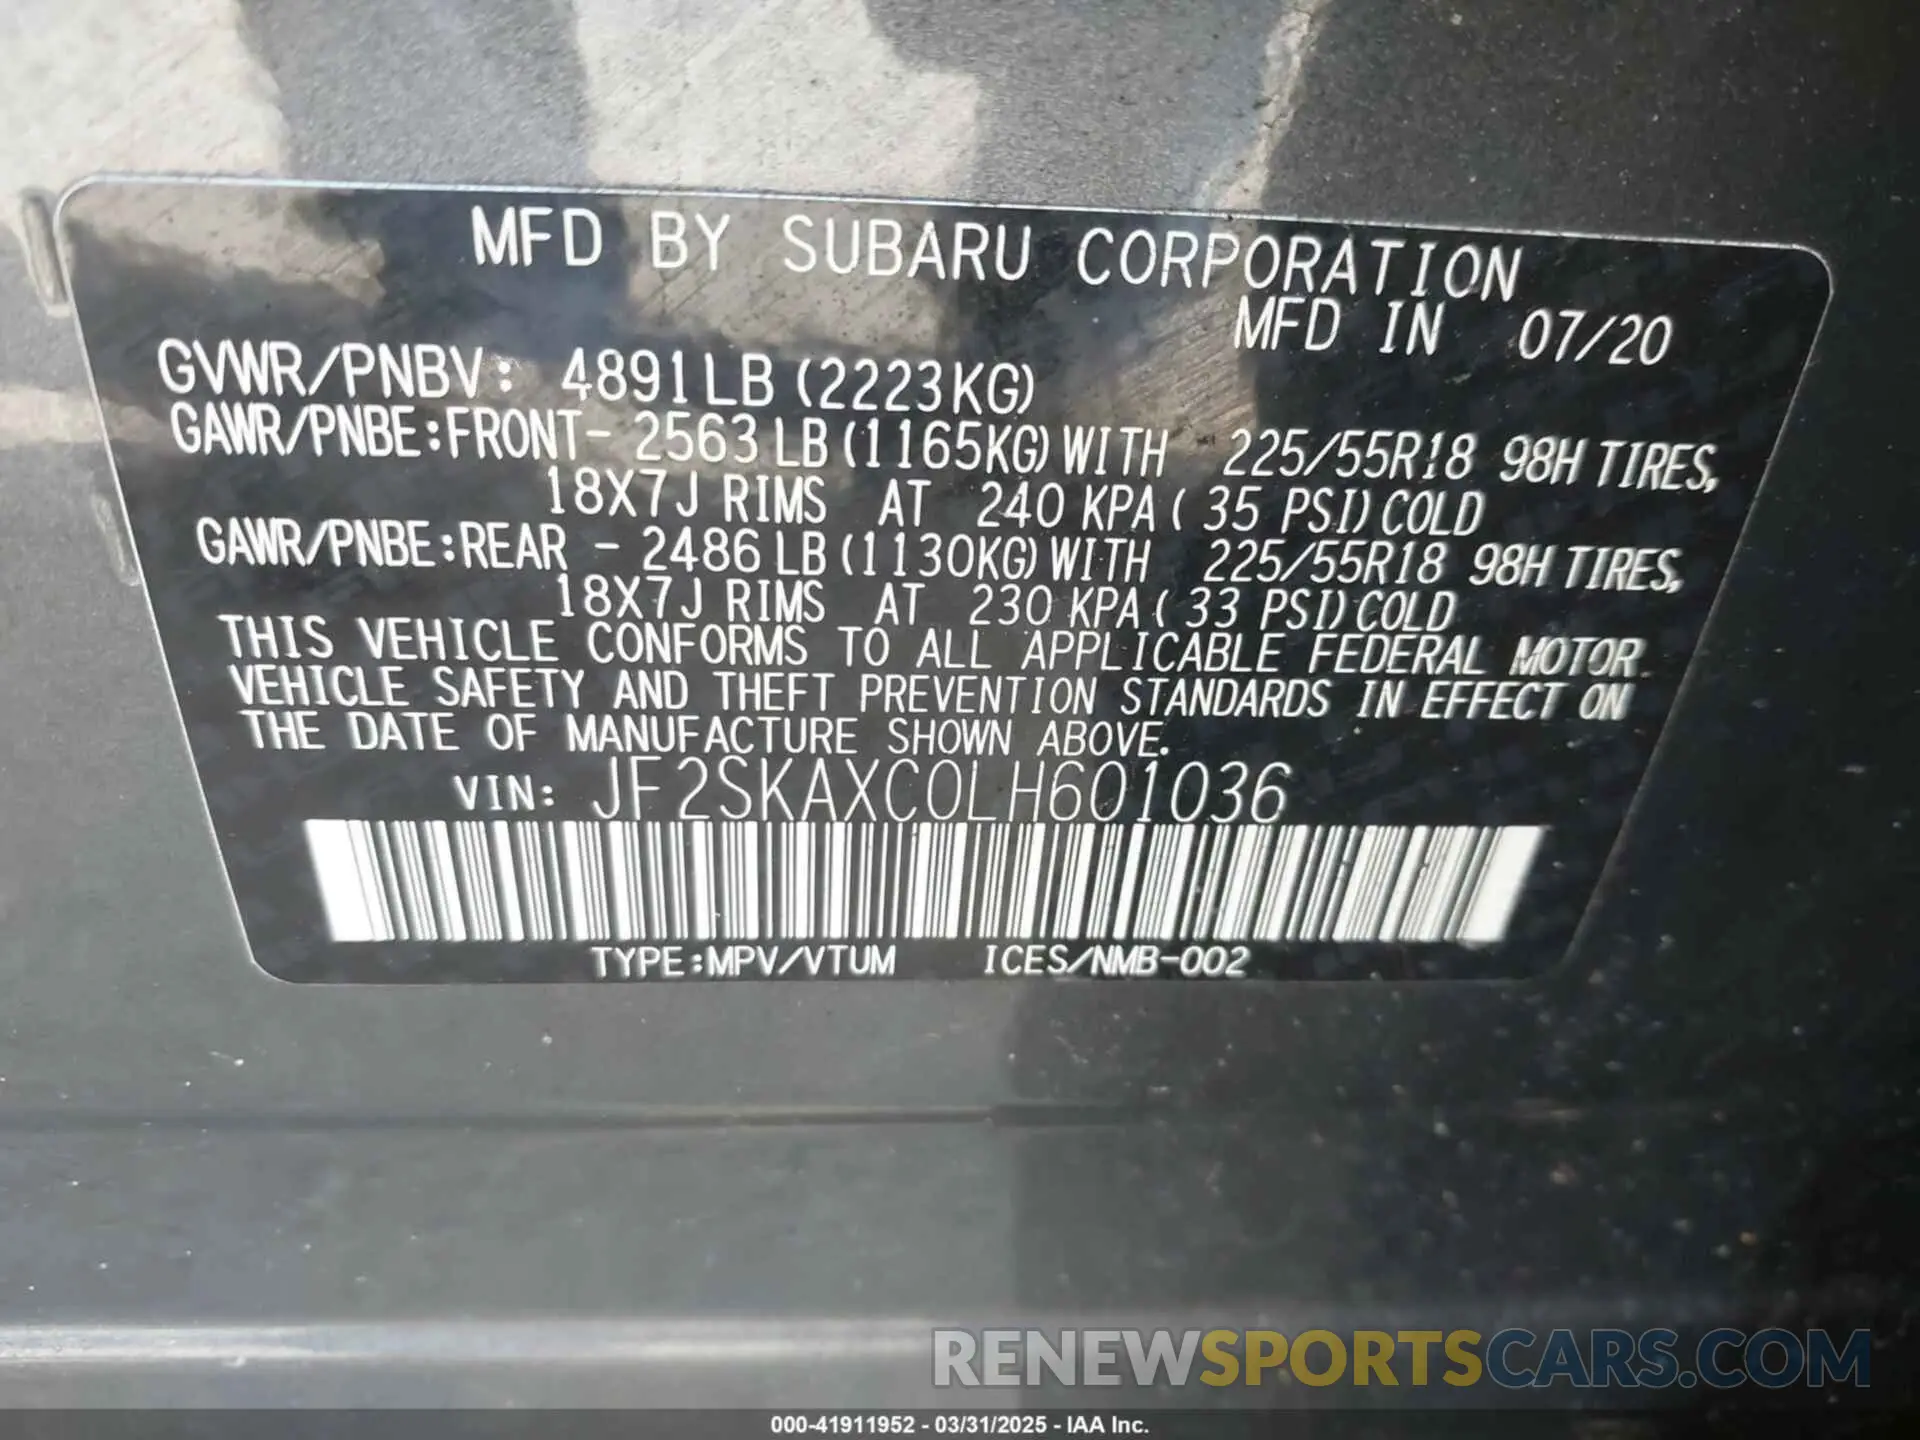 MFD BY SUBARU CORPORATION
MFD IN 07/20
GVWR/PNBV: 4891LB (2223KG)
GAWR/PNBE:FRONT- 2563LB(1165KG)WITH 225/55R18 98H TIRES,
18X7J RIMS AT 240 KPA( 35 PSI)COLD
GAWR/PNBE:REAR - 2486LB(1130KG)WITH 225/55R18 98H TIRES,
18X7J RIMS AT 230 KPA( 33 PSI)COLD
THIS VEHICLE CONFORMS TO ALL APPLICABLE FEDERAL MOTOR
VEHICLE SAFETY AND THEFT PREVENTION STANDARDS IN EFFECT ON
THE DATE OF MANUFACTURE SHOWN ABOVE.
VIN: JF2SKAXC0LH601036
TYPE:MPV/VTUM ICES/NMB-002
RENEWSPORTSCARS.COM
000-41911952 - 03/31/2025 - IAA Inc.